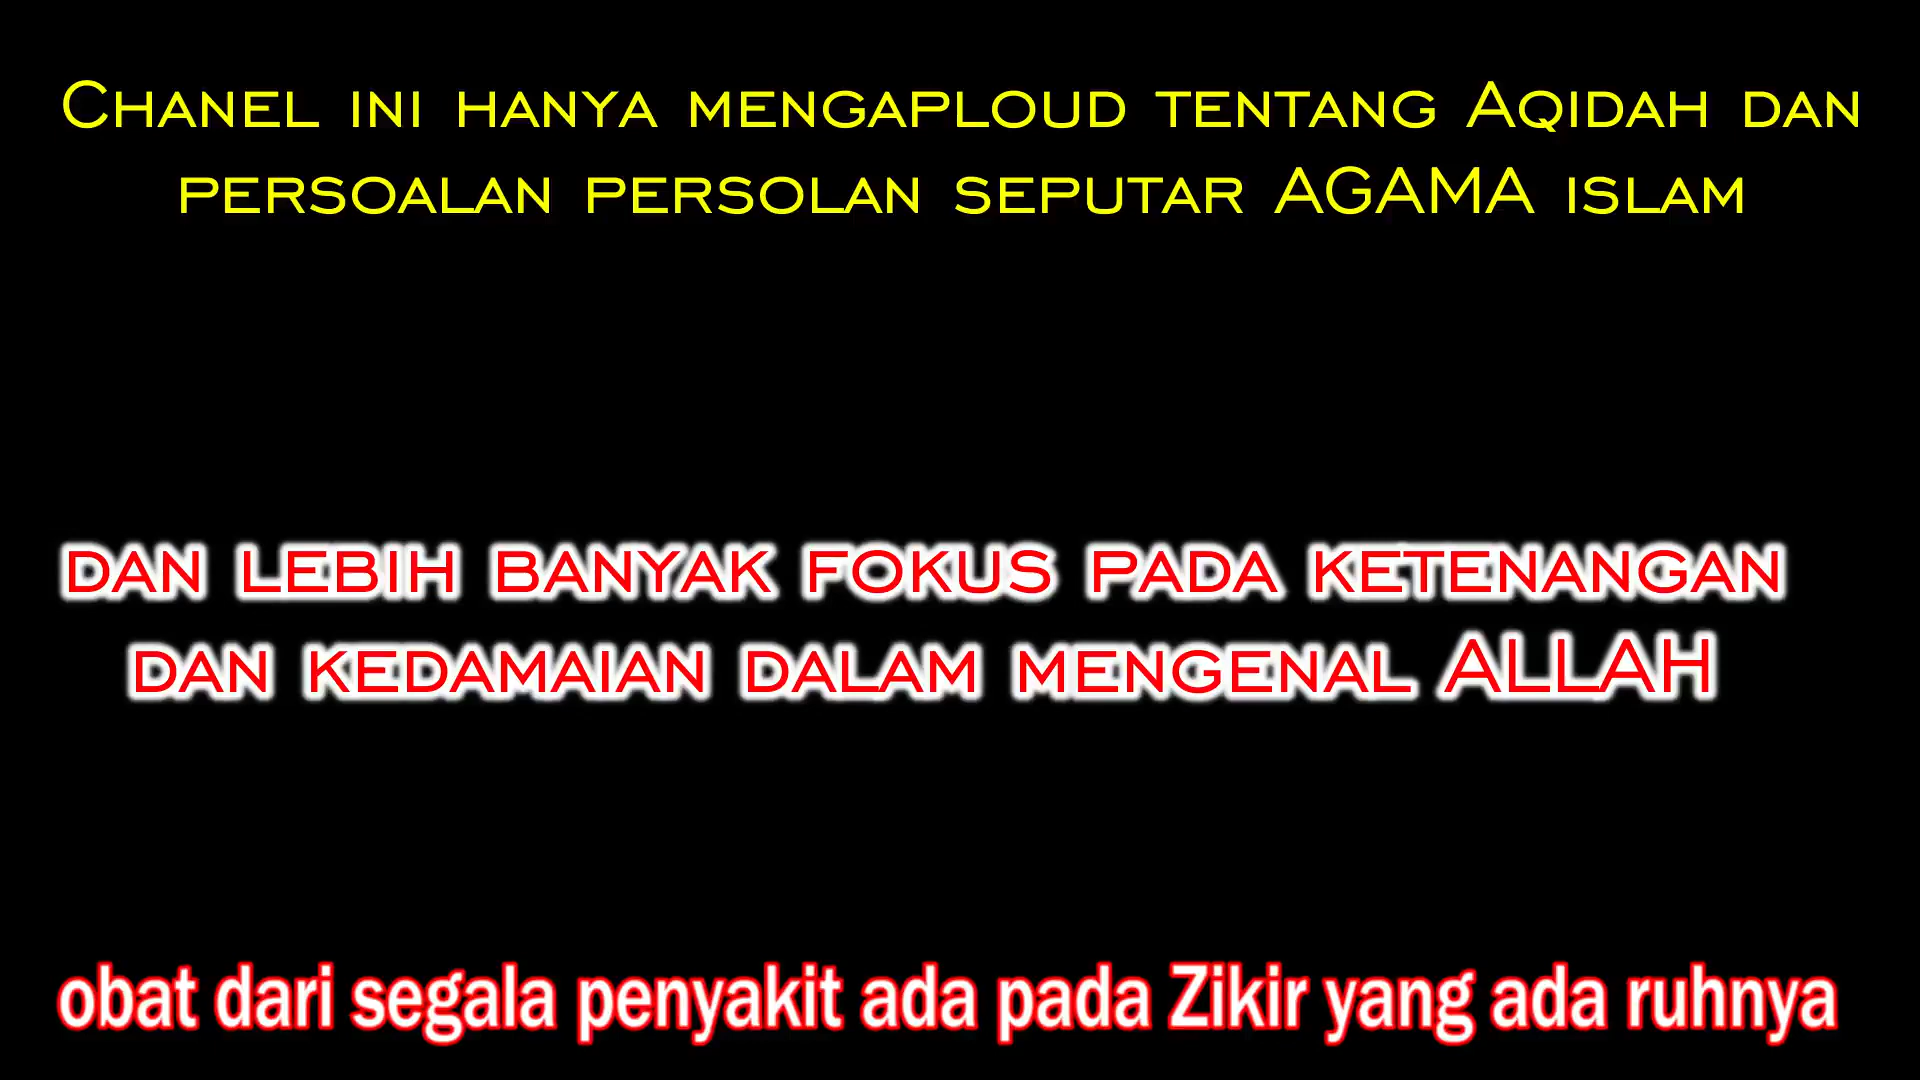 Chanel ini hanya mengaploud tentang Aqidah dan
persoalan persolan seputar AGAMA islam
dan lebih banyak fokus pada ketenangan
dan kedamaian dalam mengenal ALLAH
obat dari segala penyakit ada pada Zikir yang ada ruhnya